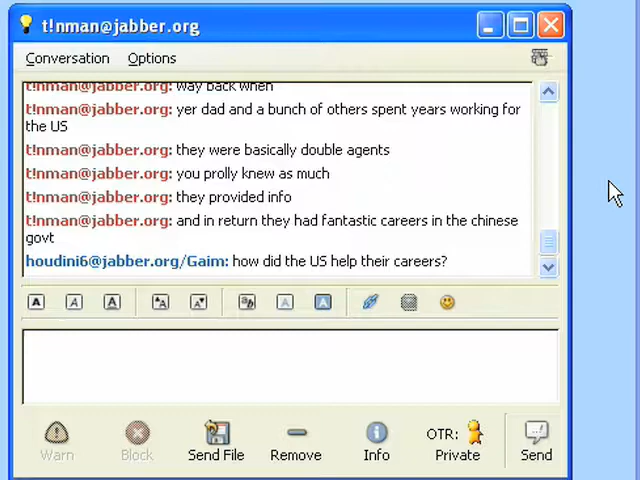 t!nman@jabber.org
Conversation Options
t!nman@jabber.org: way back when
t!nman@jabber.org: yer dad and a bunch of others spent years working for
the US
t!nman@jabber.org: they were basically double agents
t!nman@jabber.org: you prolly knew as much
t!nman@jabber.org: they provided info
t!nman@jabber.org: and in return they had fantastic careers in the chinese
govt
houdini6@jabber.org/Gaim: how did the US help their careers?
A A A A A ab A A
OTR:
Warn Block Send File Remove Info Private Send